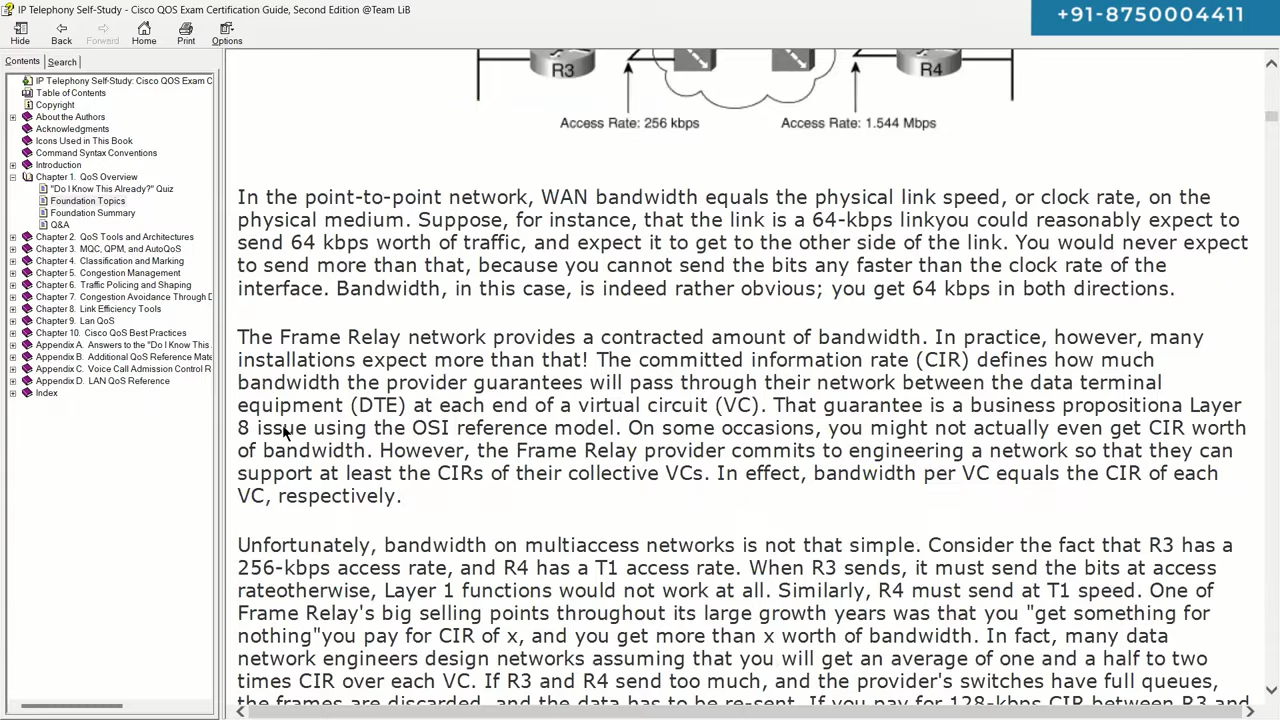 IP Telephony Self-Study - Cisco QOS Exam Certification Guide, Second Edition @Team LiB
+91-8750004411
Hide Back Forward Home Print Options
Contents Search
IP Telephony Self-Study: Cisco QOS Exam C
Table of Contents
Copyright
About the Authors
Acknowledgments
Icons Used in This Book
Command Syntax Conventions
Introduction
Chapter 1. QoS Overview
"Do I Know This Already?" Quiz
Foundation Topics
Foundation Summary
Q&A
Chapter 2. QoS Tools and Architectures
Chapter 3. MQC, QPM, and AutoQoS
Chapter 4. Classification and Marking
Chapter 5. Congestion Management
Chapter 6. Traffic Policing and Shaping
Chapter 7. Congestion Avoidance Through D
Chapter 8. Link Efficiency Tools
Chapter 9. Lan QoS
Chapter 10. Cisco QoS Best Practices
Appendix A. Answers to the "Do I Know This
Appendix B. Additional QoS Reference Mate
Appendix C. Voice Call Admission Control R
Appendix D. LAN QoS Reference
Index
R3 R4
Access Rate: 256 kbps Access Rate: 1.544 Mbps
In the point-to-point network, WAN bandwidth equals the physical link speed, or clock rate, on the
physical medium. Suppose, for instance, that the link is a 64-kbps linkyou could reasonably expect to
send 64 kbps worth of traffic, and expect it to get to the other side of the link. You would never expect
to send more than that, because you cannot send the bits any faster than the clock rate of the
interface. Bandwidth, in this case, is indeed rather obvious; you get 64 kbps in both directions.
The Frame Relay network provides a contracted amount of bandwidth. In practice, however, many
installations expect more than that! The committed information rate (CIR) defines how much
bandwidth the provider guarantees will pass through their network between the data terminal
equipment (DTE) at each end of a virtual circuit (VC). That guarantee is a business propositiona Layer
8 issue using the OSI reference model. On some occasions, you might not actually even get CIR worth
of bandwidth. However, the Frame Relay provider commits to engineering a network so that they can
support at least the CIRs of their collective VCs. In effect, bandwidth per VC equals the CIR of each
VC, respectively.
Unfortunately, bandwidth on multiaccess networks is not that simple. Consider the fact that R3 has a
256-kbps access rate, and R4 has a T1 access rate. When R3 sends, it must send the bits at access
rateotherwise, Layer 1 functions would not work at all. Similarly, R4 must send at T1 speed. One of
Frame Relay's big selling points throughout its large growth years was that you "get something for
nothing"you pay for CIR of x, and you get more than x worth of bandwidth. In fact, many data
network engineers design networks assuming that you will get an average of one and a half to two
times CIR over each VC. If R3 and R4 send too much, and the provider's switches have full queues,
the frames are discarded, and the data has to be re-sent. If you pay for 128-kbps CIR between R3 and